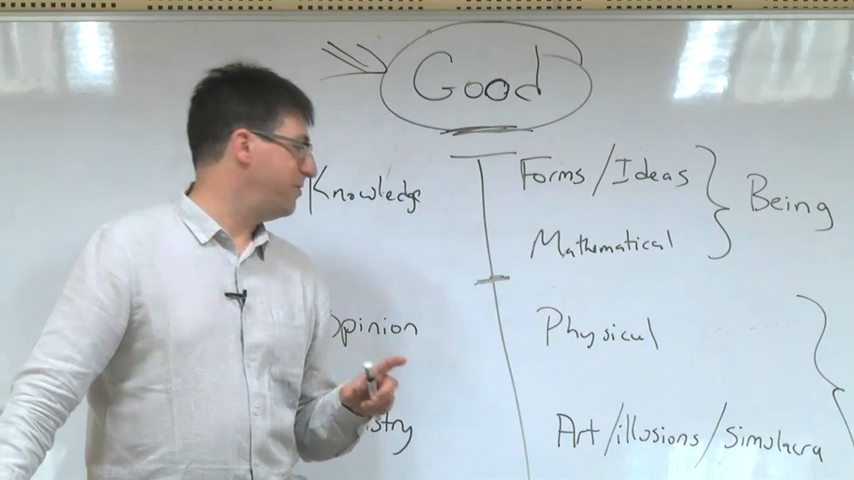 Good
Knowledge
Forms/Ideas
Being
Mathematical
Opinion
Physical
Art/illusions/Simulacra